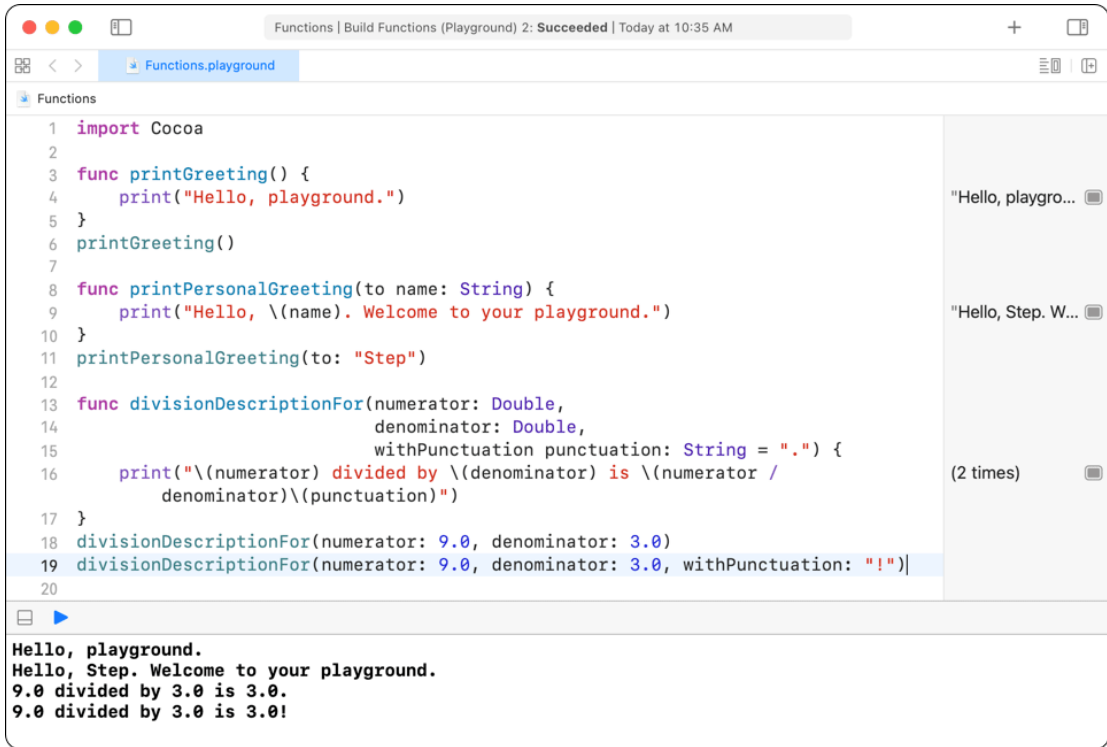 Functions | Build Functions (Playground) 2: Succeeded | Today at 10:35 AM
Functions.playground
Functions
1 import Cocoa
2
3 func printGreeting() {
4     print("Hello, playground.") "Hello, playgro...
5 }
6 printGreeting()
7
8 func printPersonalGreeting(to name: String) {
9     print("Hello, \(name). Welcome to your playground.") "Hello, Step. W...
10 }
11 printPersonalGreeting(to: "Step")
12
13 func divisionDescriptionFor(numerator: Double,
14                             denominator: Double,
15                             withPunctuation punctuation: String = ".") {
16     print("\(numerator) divided by \(denominator) is \(numerator / (2 times)
        denominator)\(punctuation)")
17 }
18 divisionDescriptionFor(numerator: 9.0, denominator: 3.0)
19 divisionDescriptionFor(numerator: 9.0, denominator: 3.0, withPunctuation: "!")
20
Hello, playground.
Hello, Step. Welcome to your playground.
9.0 divided by 3.0 is 3.0.
9.0 divided by 3.0 is 3.0!